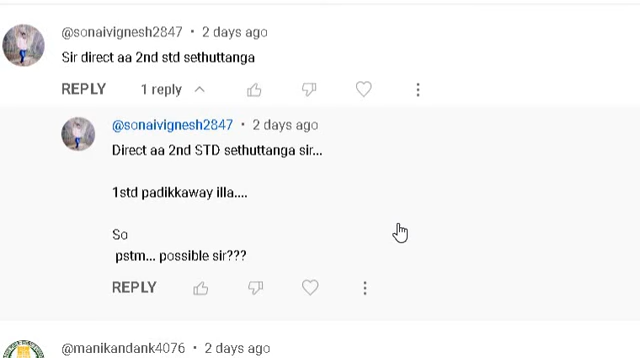 @sonaivignesh2847 • 2 days ago
Sir direct aa 2nd std sethuttanga
REPLY 1 reply
@sonaivignesh2847 • 2 days ago
Direct aa 2nd STD sethuttanga sir...
1std padikkaway illa....
So
pstm... possible sir???
REPLY
@manikandank4076 • 2 days ago